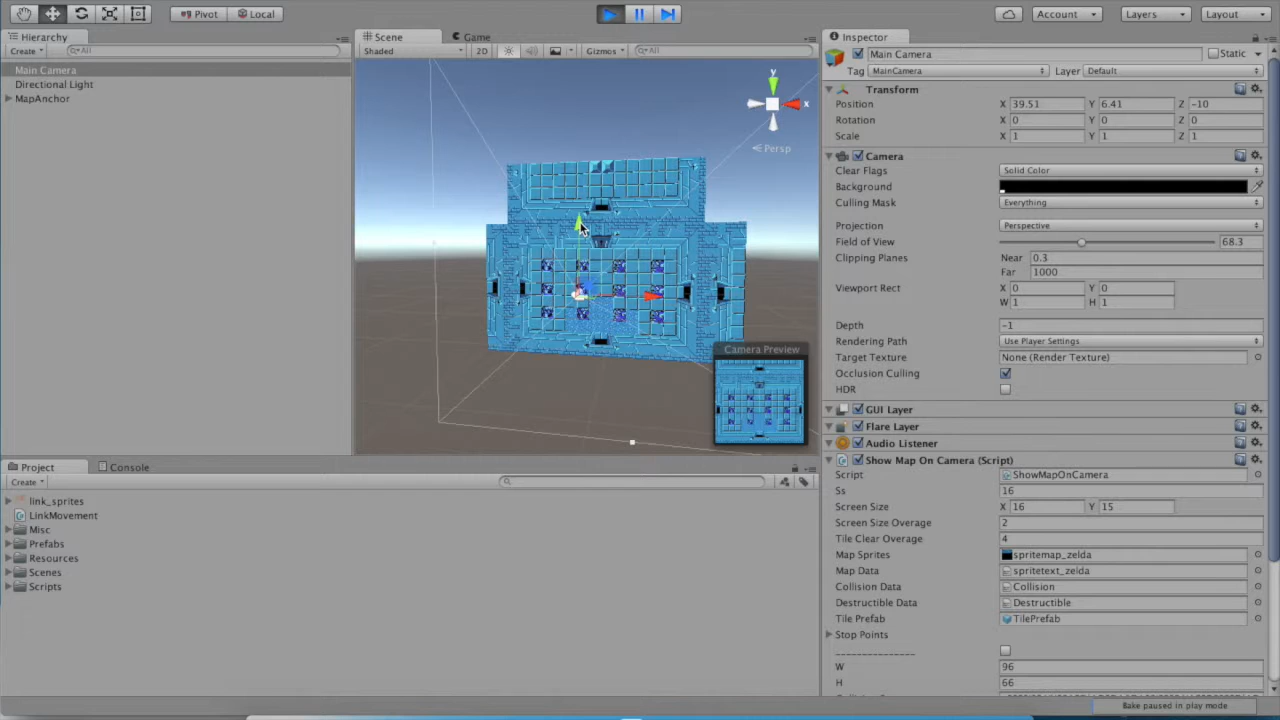 Pivot Local Account Layers Layout
Hierarchy
Create All
Main Camera
Directional Light
MapAnchor
Scene Game
Shaded 2D Gizmos All
y
x
Persp
Camera Preview
Inspector
Main Camera Static
Tag MainCamera Layer Default
Transform
Position X 39.51 Y 6.41 Z -10
Rotation X 0 Y 0 Z 0
Scale X 1 Y 1 Z 1
Camera
Clear Flags Solid Color
Background
Culling Mask Everything
Projection Perspective
Field of View 68.3
Clipping Planes Near 0.3
Far 1000
Viewport Rect X 0 Y 0
W 1 H 1
Depth -1
Rendering Path Use Player Settings
Target Texture None (Render Texture)
Occlusion Culling
HDR
GUI Layer
Flare Layer
Audio Listener
Show Map On Camera (Script)
Script ShowMapOnCamera
Ss 16
Screen Size X 16 Y 15
Screen Size Overage 2
Tile Clear Overage 4
Map Sprites spritemap_zelda
Map Data spritetext_zelda
Collision Data Collision
Destructible Data Destructible
Tile Prefab TilePrefab
Stop Points
_______________
W 96
H 66
Project Console
Create
link_sprites
LinkMovement
Misc
Prefabs
Resources
Scenes
Scripts
Bake paused in play mode